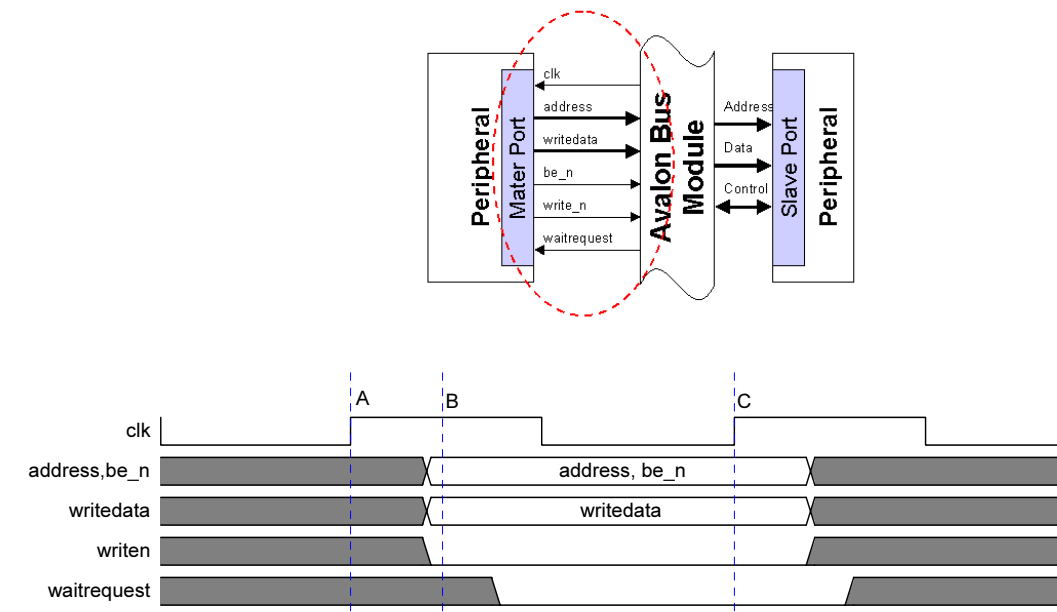 clk
address
writedata
be_n
write_n
waitrequest
Peripheral
Mater Port
Avalon Bus
Module
Address
Data
Control
Slave Port
Peripheral
A
B
C
clk
address,be_n
address, be_n
writedata
writedata
writen
waitrequest